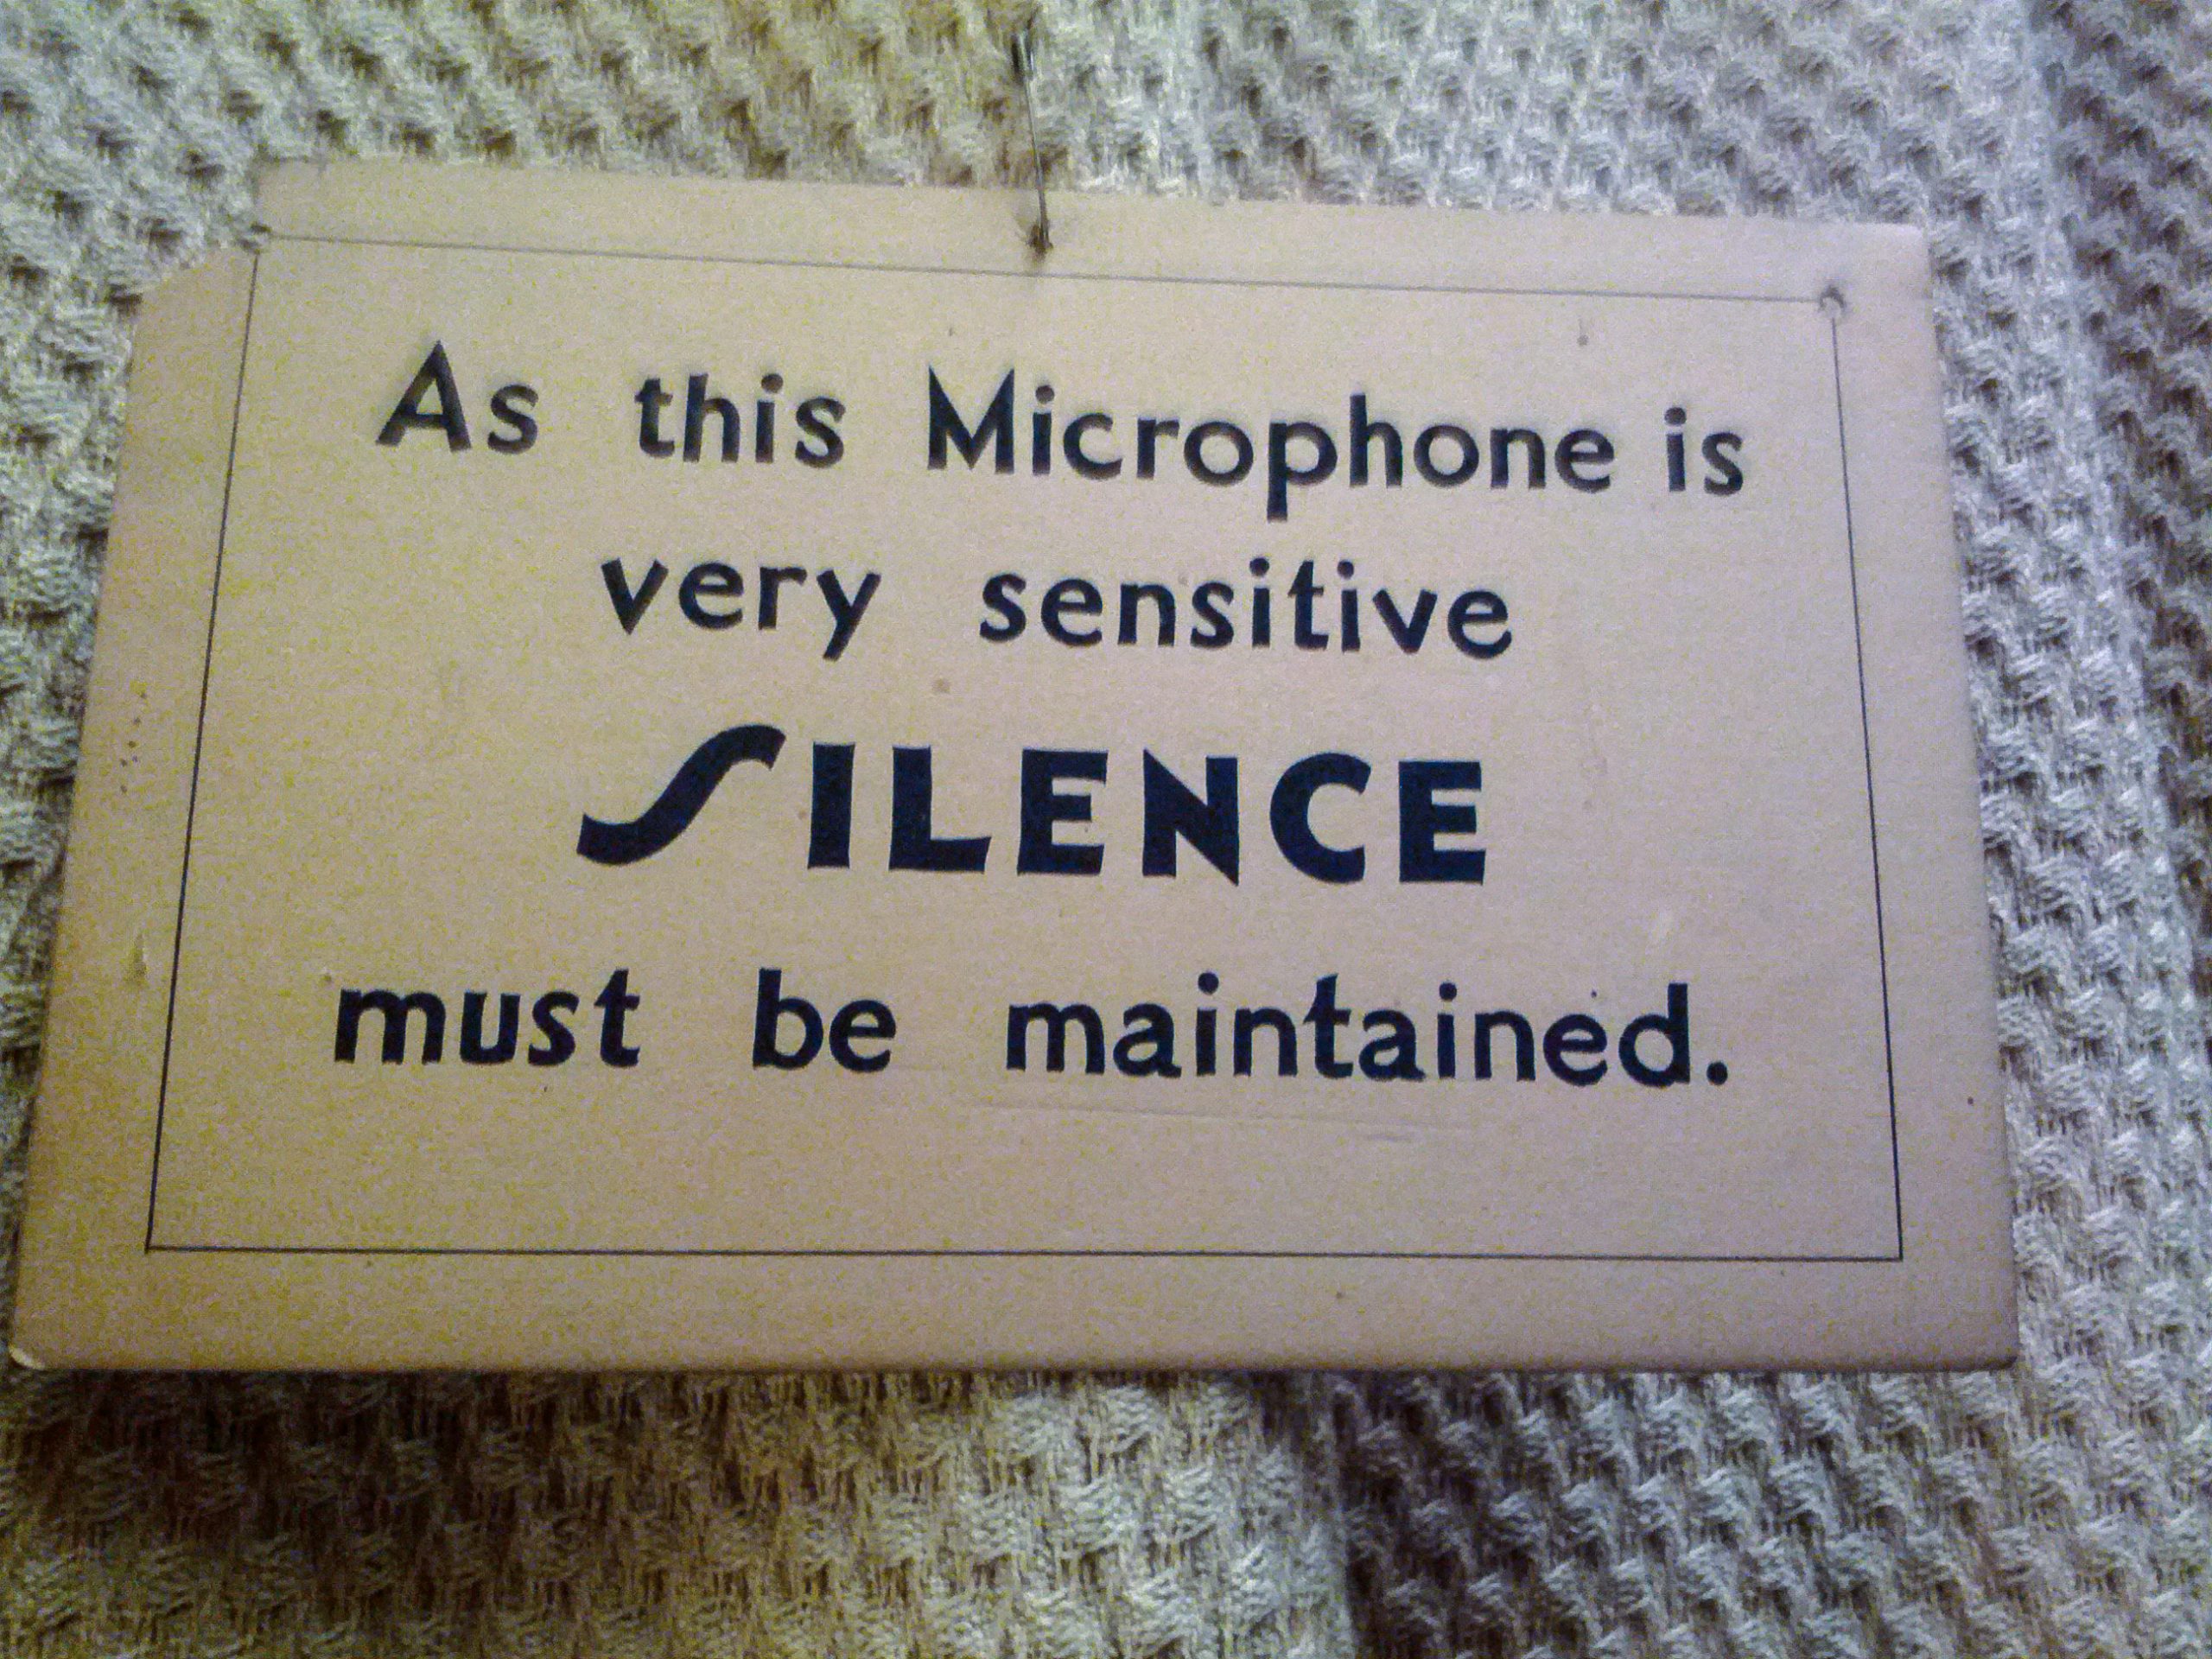 As this Microphone is
very sensitive
SILENCE
must be maintained.